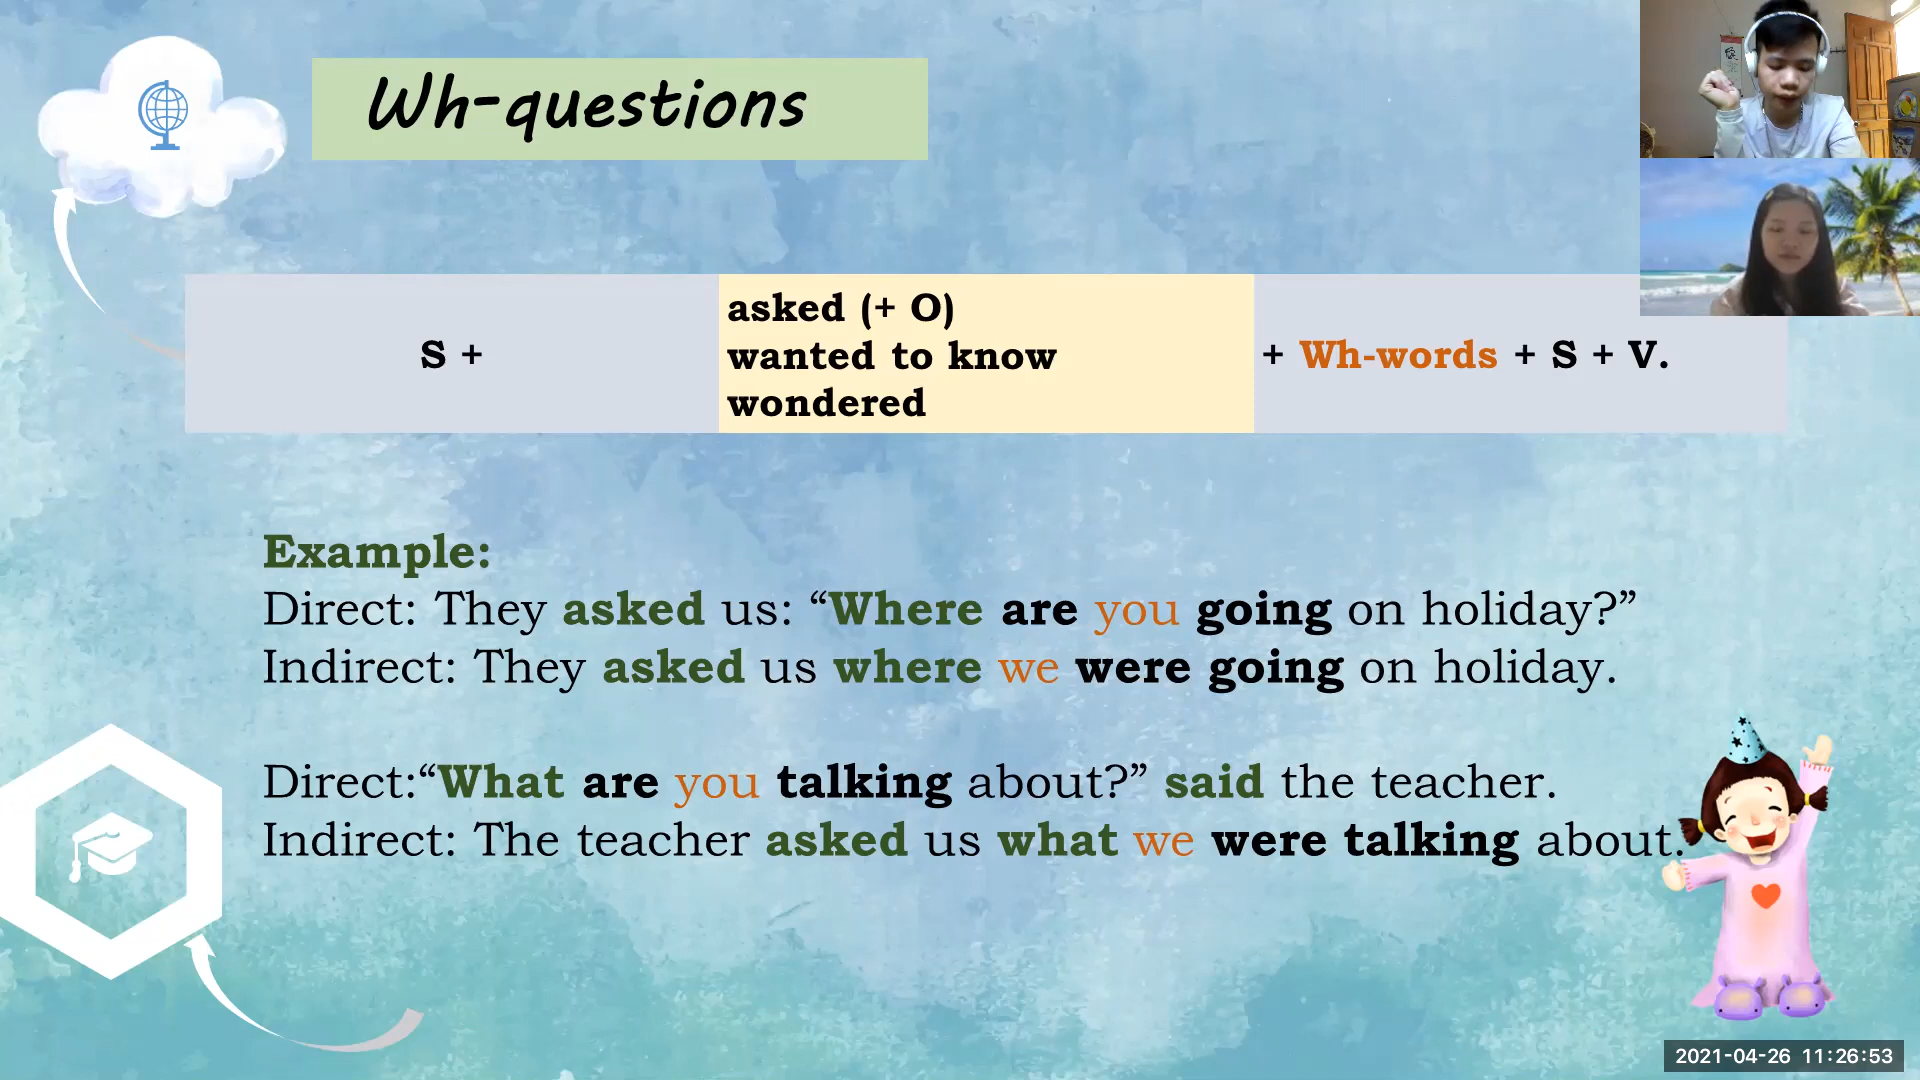 Wh-questions
S +
asked (+ O)
wanted to know
wondered
+ Wh-words + S + V.
Example:
Direct: They asked us: “Where are you going on holiday?”
Indirect: They asked us where we were going on holiday.
Direct:“What are you talking about?” said the teacher.
Indirect: The teacher asked us what we were talking about.
2021-04-26 11:26:53